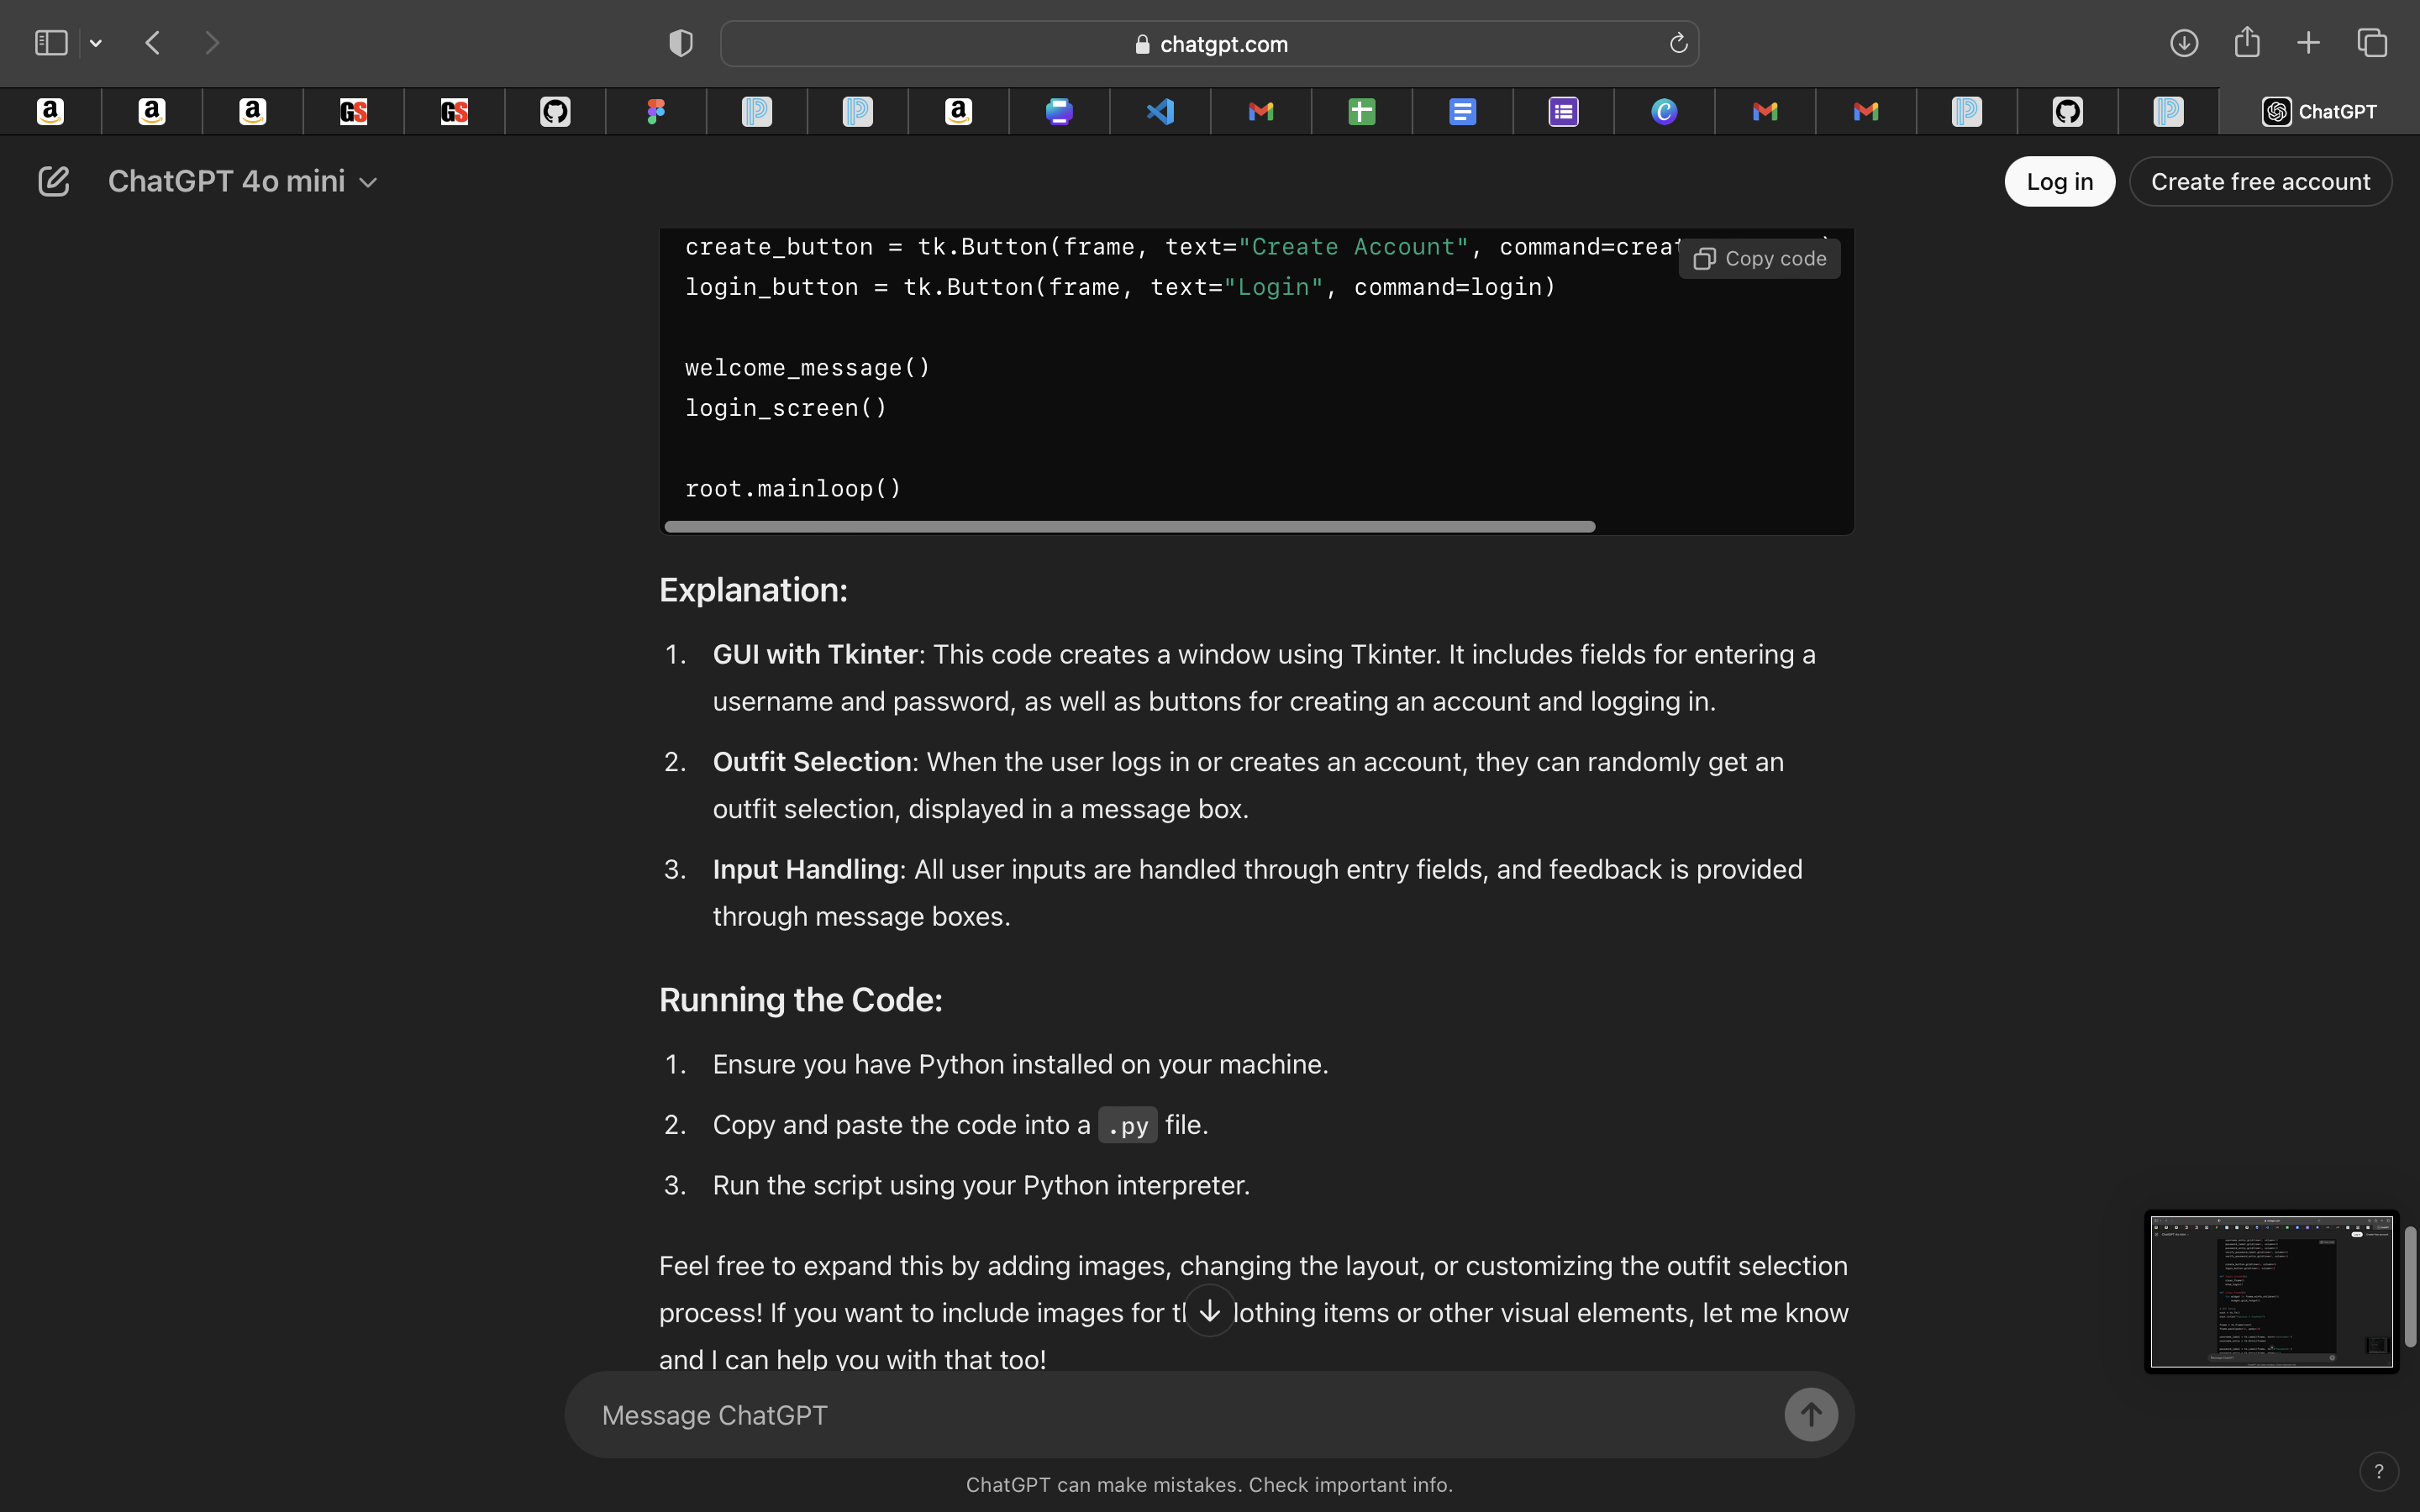 chatgpt.com
ChatGPT
ChatGPT 4o mini
Log in
Create free account
create_button = tk.Button(frame, text="Create Account", command=crea
Copy code
login_button = tk.Button(frame, text="Login", command=login)
welcome_message()
login_screen()
root.mainloop()
Explanation:
1. GUI with Tkinter: This code creates a window using Tkinter. It includes fields for entering a
username and password, as well as buttons for creating an account and logging in.
2. Outfit Selection: When the user logs in or creates an account, they can randomly get an
outfit selection, displayed in a message box.
3. Input Handling: All user inputs are handled through entry fields, and feedback is provided
through message boxes.
Running the Code:
1. Ensure you have Python installed on your machine.
2. Copy and paste the code into a .py file.
3. Run the script using your Python interpreter.
Feel free to expand this by adding images, changing the layout, or customizing the outfit selection
process! If you want to include images for t lothing items or other visual elements, let me know
and I can help you with that too!
Message ChatGPT
ChatGPT can make mistakes. Check important info.
?